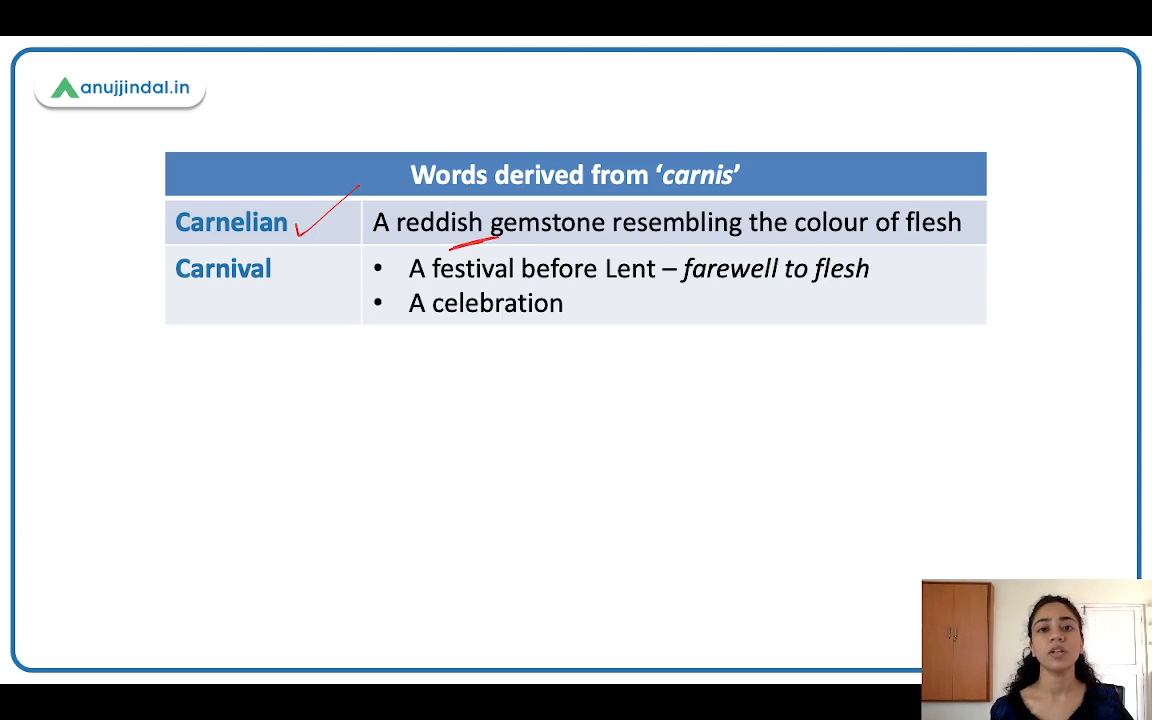 anujjindal.in
Words derived from ‘carnis’
Carnelian A reddish gemstone resembling the colour of flesh
Carnival • A festival before Lent – farewell to flesh
• A celebration